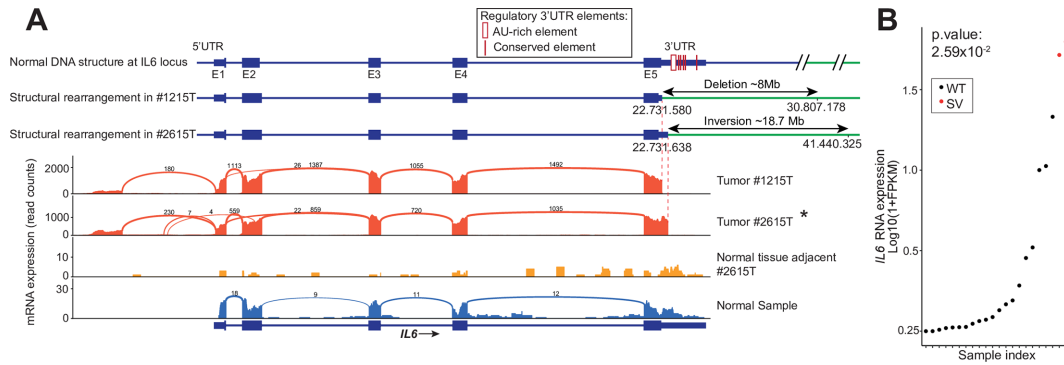 A
Regulatory 3'UTR elements:
AU-rich element
Conserved element
5'UTR
3'UTR
Normal DNA structure at IL6 locus
E1 E2 E3 E4 E5
Deletion ~8Mb
Structural rearrangement in #1215T
22.731.580 30.807.178
Inversion ~18.7 Mb
Structural rearrangement in #2615T
22.731.638 41.440.325
mRNA expression (read counts)
2000
0
180 1113 26 1387 1055 1492
Tumor #1215T
1000
0
230 7 4 559 22 859 720 1035
Tumor #2615T *
10
0
Normal tissue adjacent
#2615T
30
0
18 9 11 12
Normal Sample
IL6
B
p.value:
2.59x10-2
WT
SV
IL6 RNA expression
Log10(1+FPKM)
1.5
1.0
0.5
0.25
Sample index